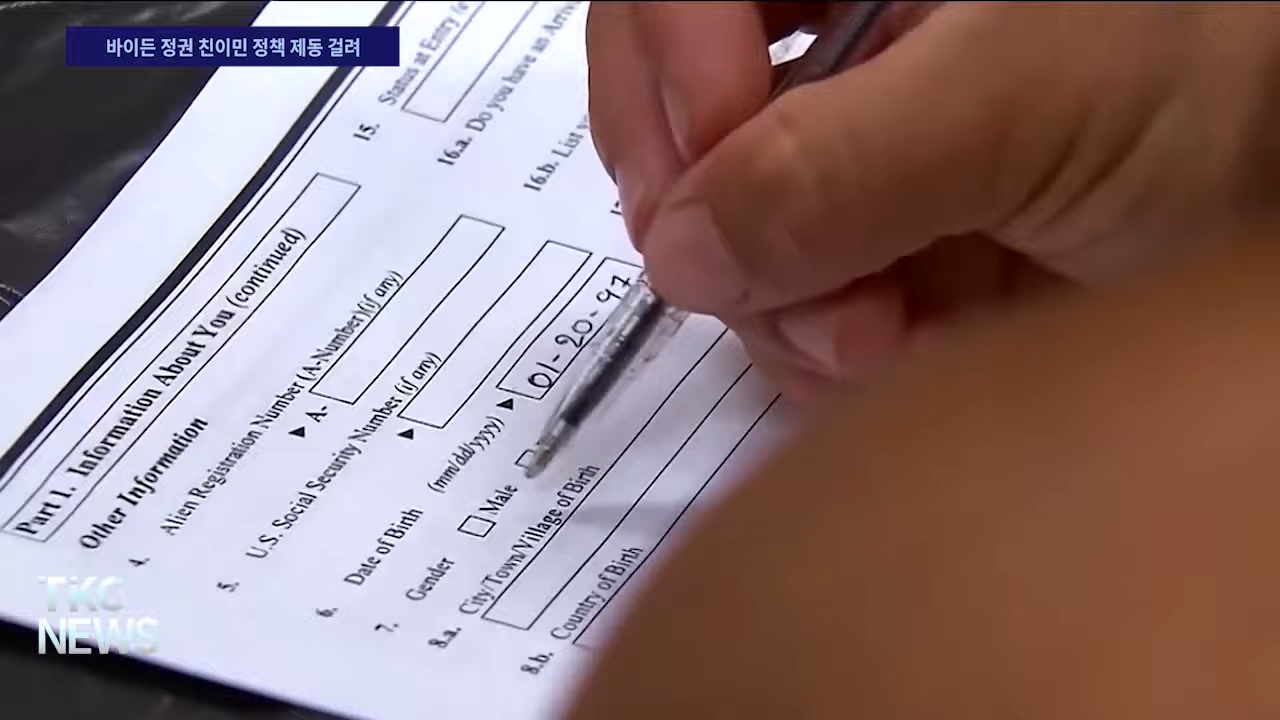 바이든 정권 친이민 정책 제동 걸려
Part 1. Information About You (continued)
Other Information
4. Alien Registration Number (A-Number)(if any)
▶ A-
5. U.S. Social Security Number (if any)
▶
6. Date of Birth (mm/dd/yyyy) ▶ 01-20-97
7. Gender Male
8.a. City/Town/Village of Birth
8.b. Country of Birth
15. Status at Entry
16.a. Do you have an
16.b. List
TKC
NEWS